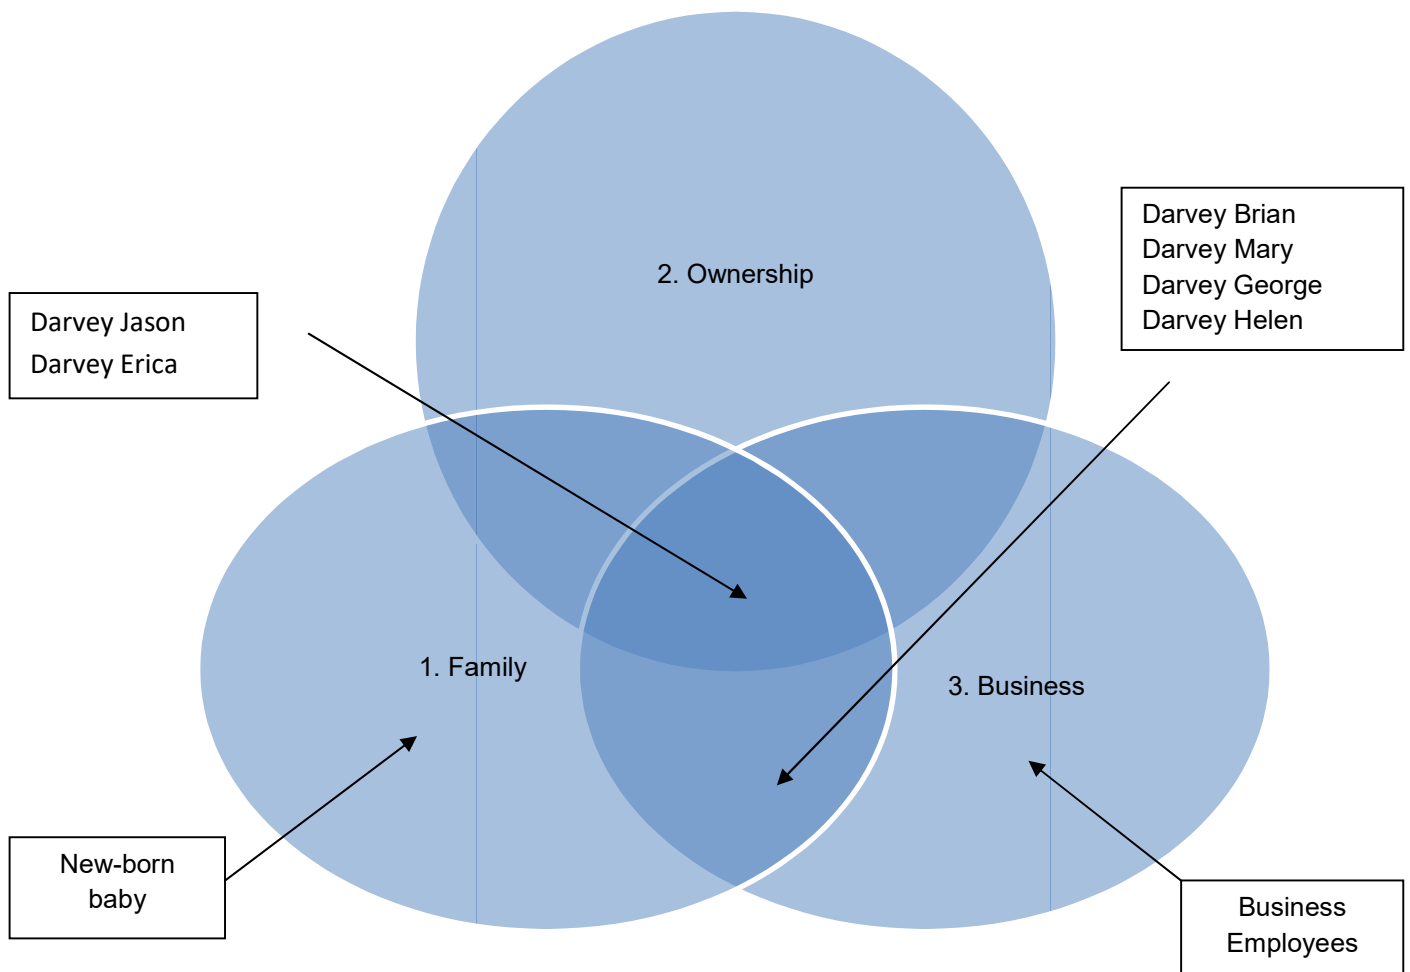 2. Ownership
Darvey Brian
Darvey Mary
Darvey George
Darvey Helen
Darvey Jason
Darvey Erica
1. Family
3. Business
New-born
baby
Business
Employees